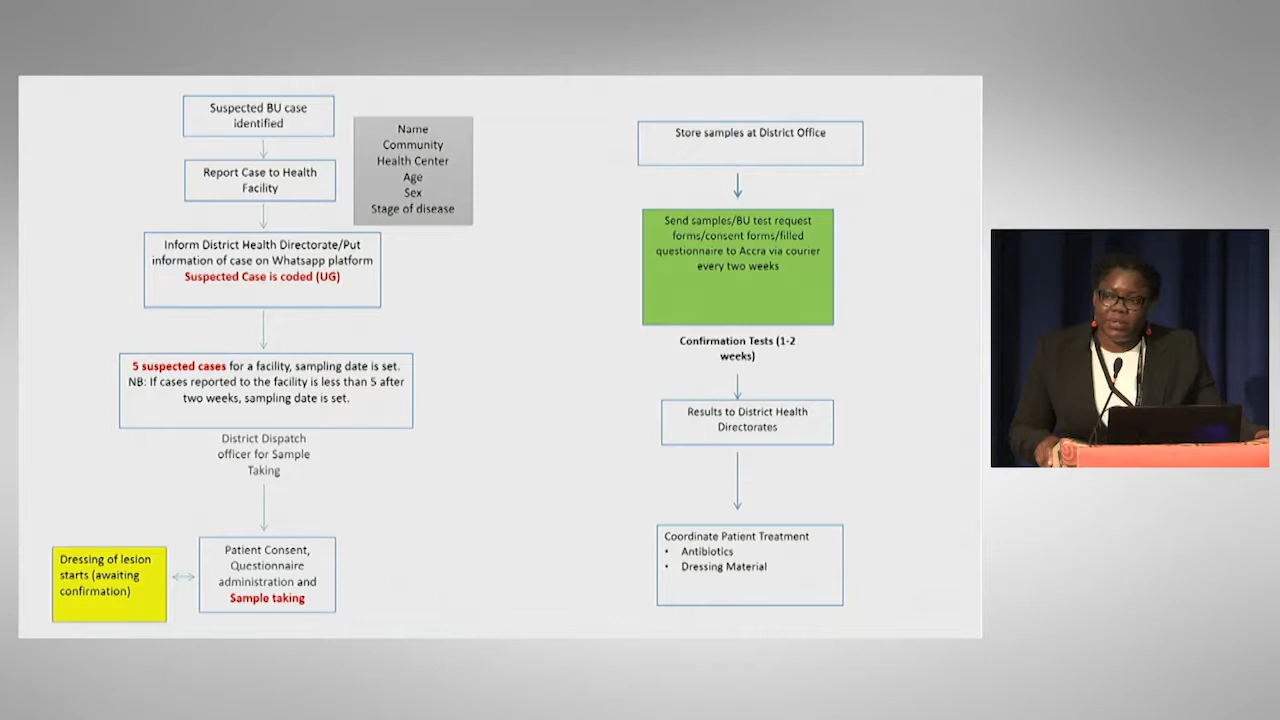 Suspected BU case
identified
Report Case to Health
Facility
Name
Community
Health Center
Age
Sex
Stage of disease
Inform District Health Directorate/Put
information of case on Whatsapp platform
Suspected Case is coded (UG)
5 suspected cases for a facility, sampling date is set.
NB: If cases reported to the facility is less than 5 after
two weeks, sampling date is set.
District Dispatch
officer for Sample
Taking
Dressing of lesion
starts (awaiting
confirmation)
Patient Consent,
Questionnaire
administration and
Sample taking
Store samples at District Office
Send samples/BU test request
forms/consent forms/filled
questionnaire to Accra via courier
every two weeks
Confirmation Tests (1-2
weeks)
Results to District Health
Directorates
Coordinate Patient Treatment
• Antibiotics
• Dressing Material